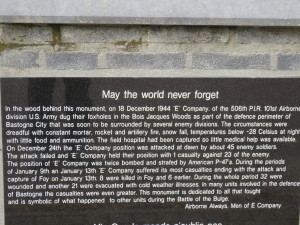 May the world never forget
In the wood behind this monument, on 18 December 1944 'E' Company, of the 506th P.I.R. 101st Airborne
division U.S. Army dug their foxholes in the Bois Jacques Woods as part of the defence perimeter of
Bastogne City that was soon to be surrounded by several enemy divisions. The circumstances were
dreadful with constant mortar, rocket and artillery fire, snow fall, temperatures below -28 Celsius at night
with little food and ammunition. The field hospital had been captured so little medical help was available.
On December 24th the 'E' Company position was attacked at dawn by about 45 enemy soldiers.
The attack failed and 'E' Company held their position with 1 casualty against 23 of the enemy.
The position of 'E' Company was twice bombed and strafed by American P-47's. During the periods
of January 9th an January 13th 'E' Company suffered its most casualties ending with the attack and
capture of Foy on January 13th. 8 were killed in Foy and 6 earlier. During the whole period 32 were
wounded and another 21 were evacuated with cold weather illnesses. In many units involved in the defence
of Bastogne the casualties were even greater. This monument is dedicated to all that fought
and is symbolic of what happened to other units during the Battle of the Bulge.
Airborne Always. Men of E Company